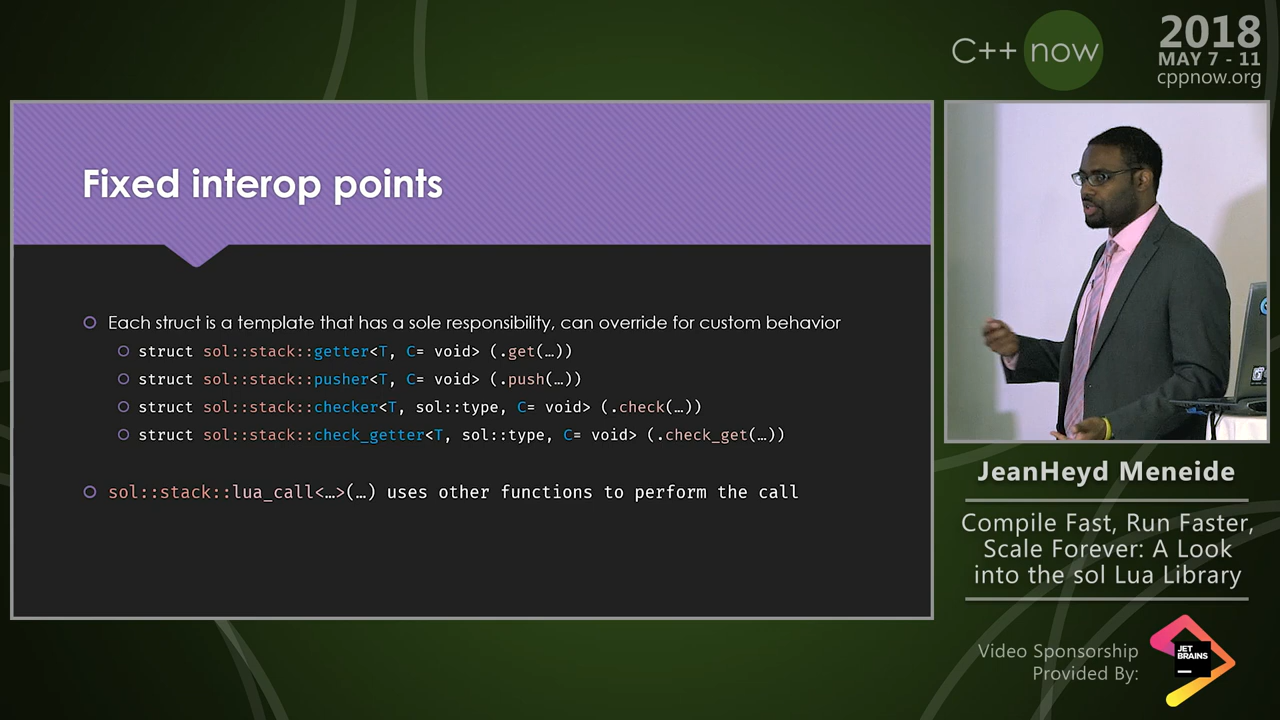 C++ now
2018
MAY 7 - 11
cppnow.org
Fixed interop points
Each struct is a template that has a sole responsibility, can override for custom behavior
struct sol::stack::getter<T, C= void> (.get(…))
struct sol::stack::pusher<T, C= void> (.push(…))
struct sol::stack::checker<T, sol::type, C= void> (.check(…))
struct sol::stack::check_getter<T, sol::type, C= void> (.check_get(…))
sol::stack::lua_call<…>(…) uses other functions to perform the call
JeanHeyd Meneide
Compile Fast, Run Faster,
Scale Forever: A Look
into the sol Lua Library
Video Sponsorship
Provided By:
JET
BRAINS